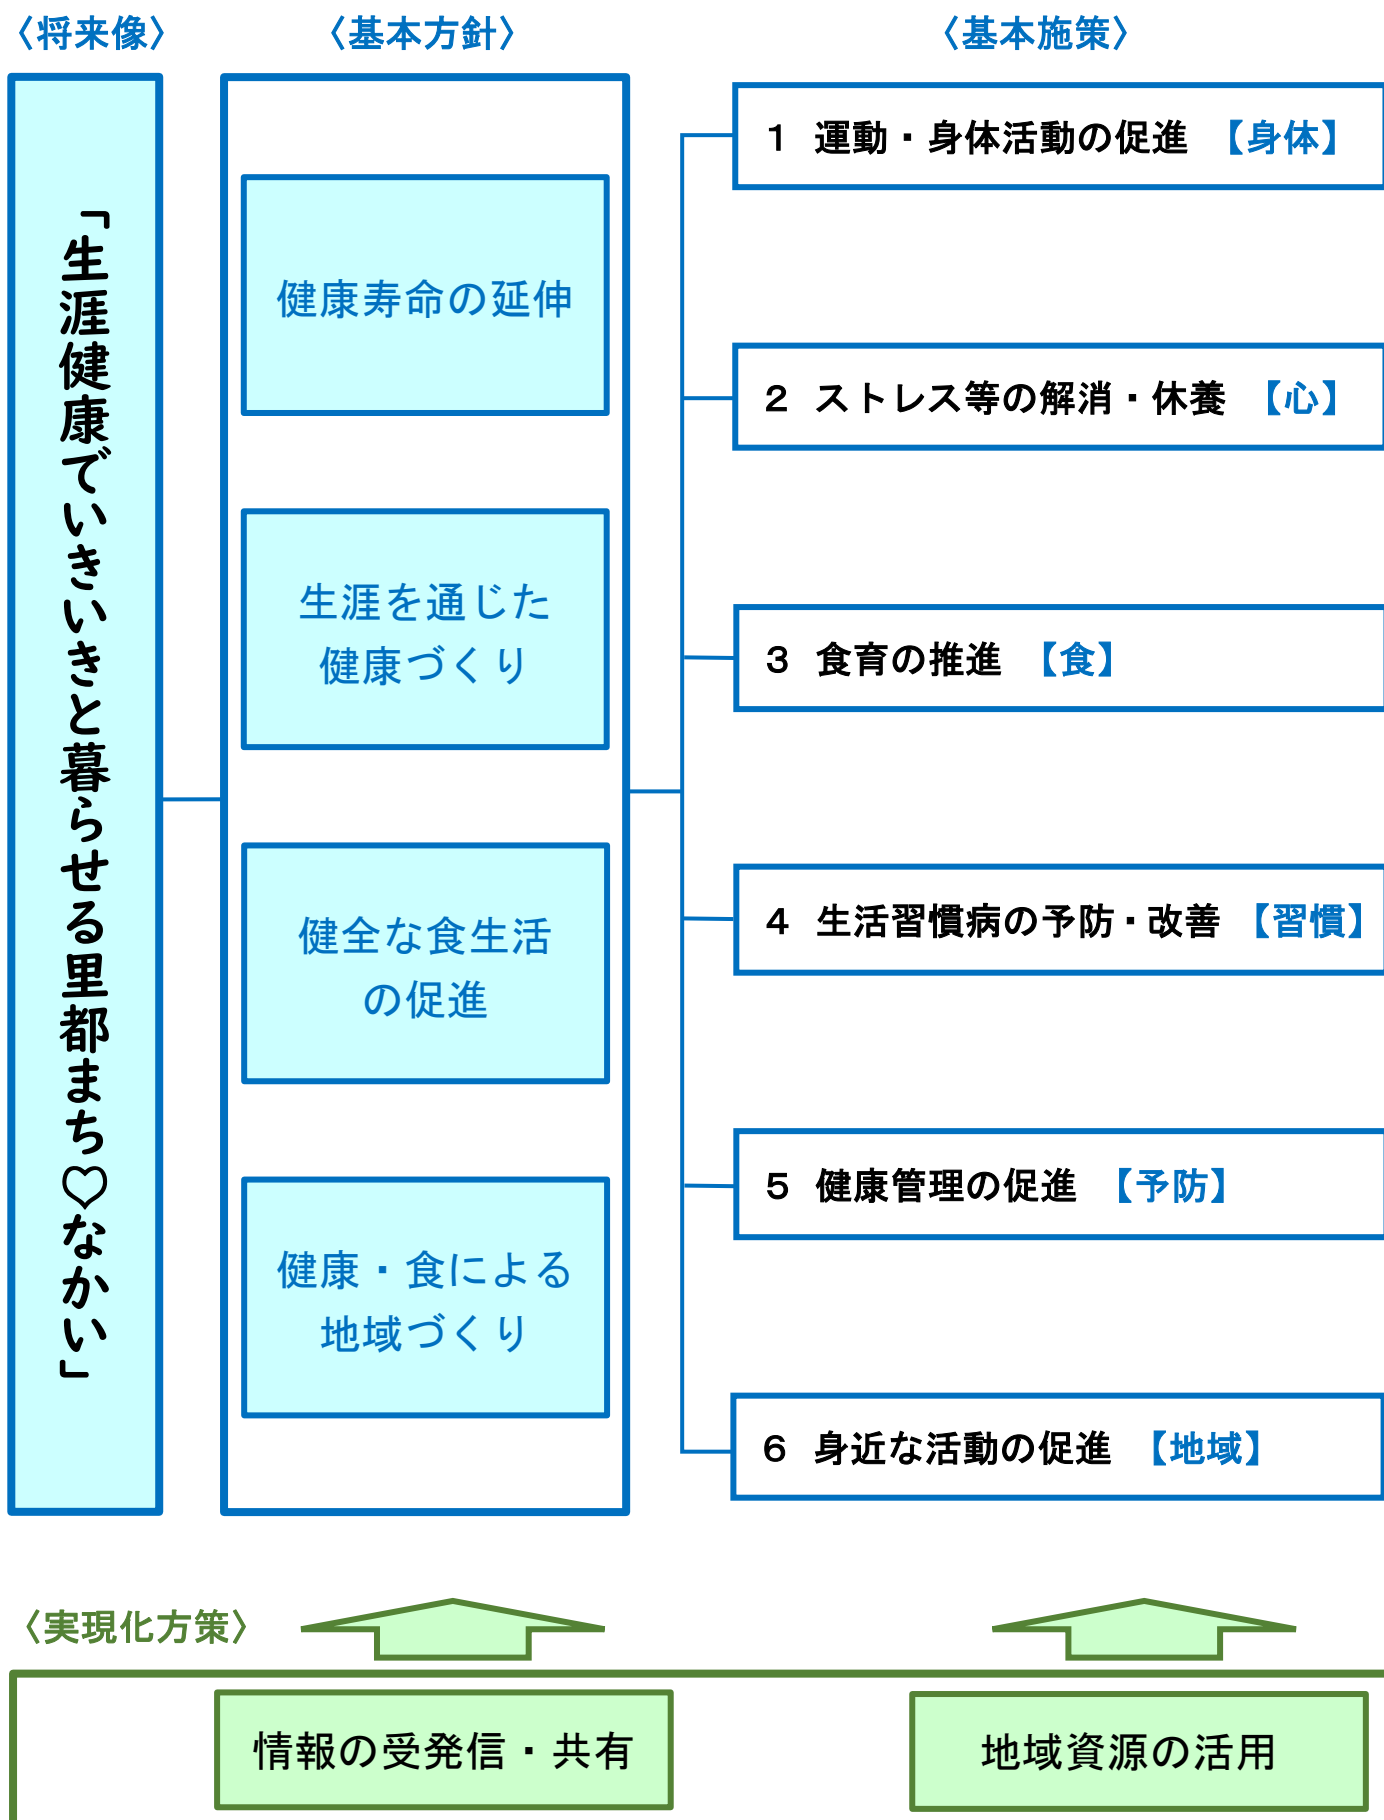 〈将来像〉
〈基本方針〉
〈基本施策〉
「生涯健康でいきいきと暮らせる里都まち♡なかい」
健康寿命の延伸
生涯を通じた
健康づくり
健全な食生活
の促進
健康・食による
地域づくり
1 運動・身体活動の促進 【身体】
2 ストレス等の解消・休養 【心】
3 食育の推進 【食】
4 生活習慣病の予防・改善 【習慣】
5 健康管理の促進 【予防】
6 身近な活動の促進 【地域】
〈実現化方策〉
情報の受発信・共有
地域資源の活用